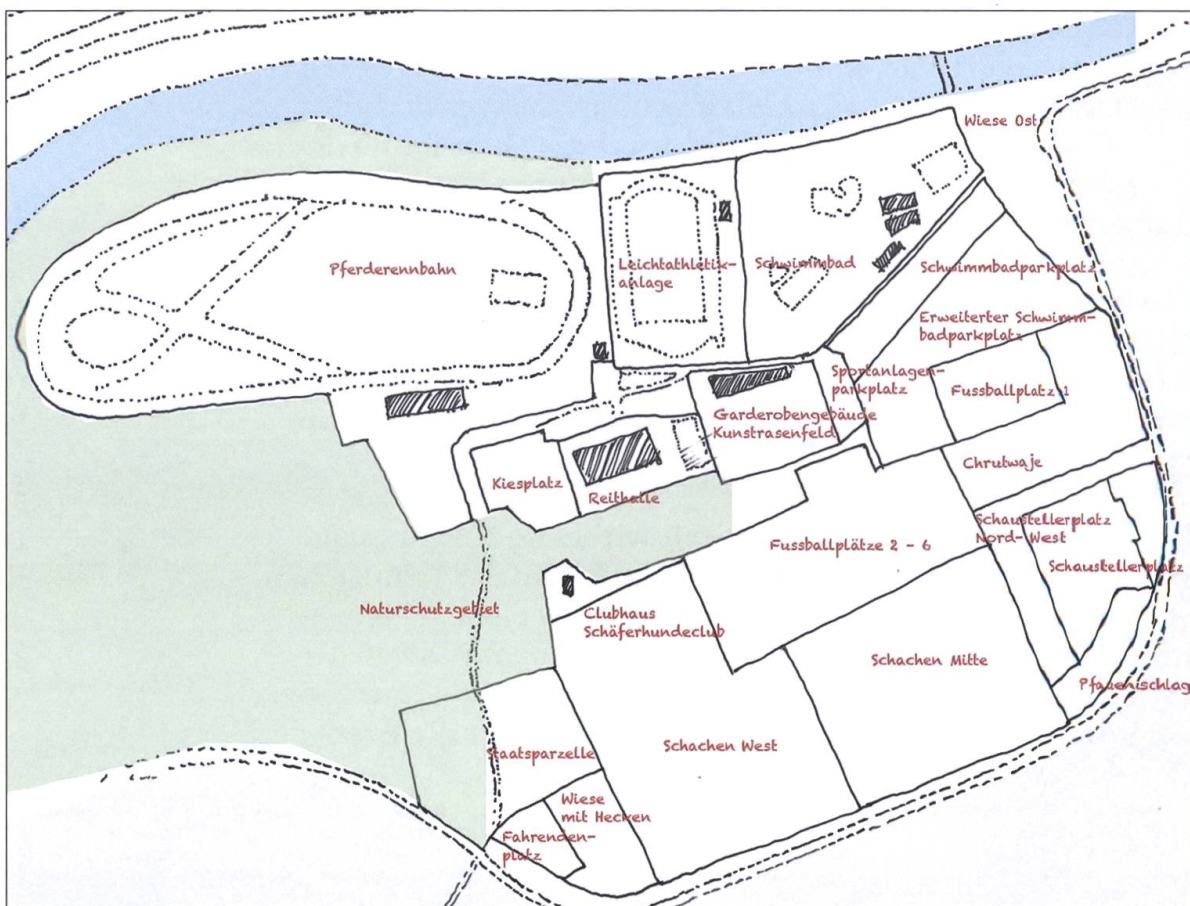 Wiese Ost
Pferderennbahn
Leichtathletik-
anlage
Schwimmbad
Schwimmbadparkplatz
Erweiterter Schwimm-
badparkplatz
Sportanlagen-
parkplatz
Fussballplatz 1
Garderobengebäude
Kunstrasenfeld
Chrutwaje
Kiesplatz
Reithalle
Schaustellerplatz
Nord-West
Fussballplätze 2 - 6
Schaustellerplatz
Naturschutzgebiet
Clubhaus
Schäferhundeclub
Schachen Mitte
Pfauenschlag
Staatsparzelle
Schachen West
Wiese
mit Hecken
Fahrenden-
platz